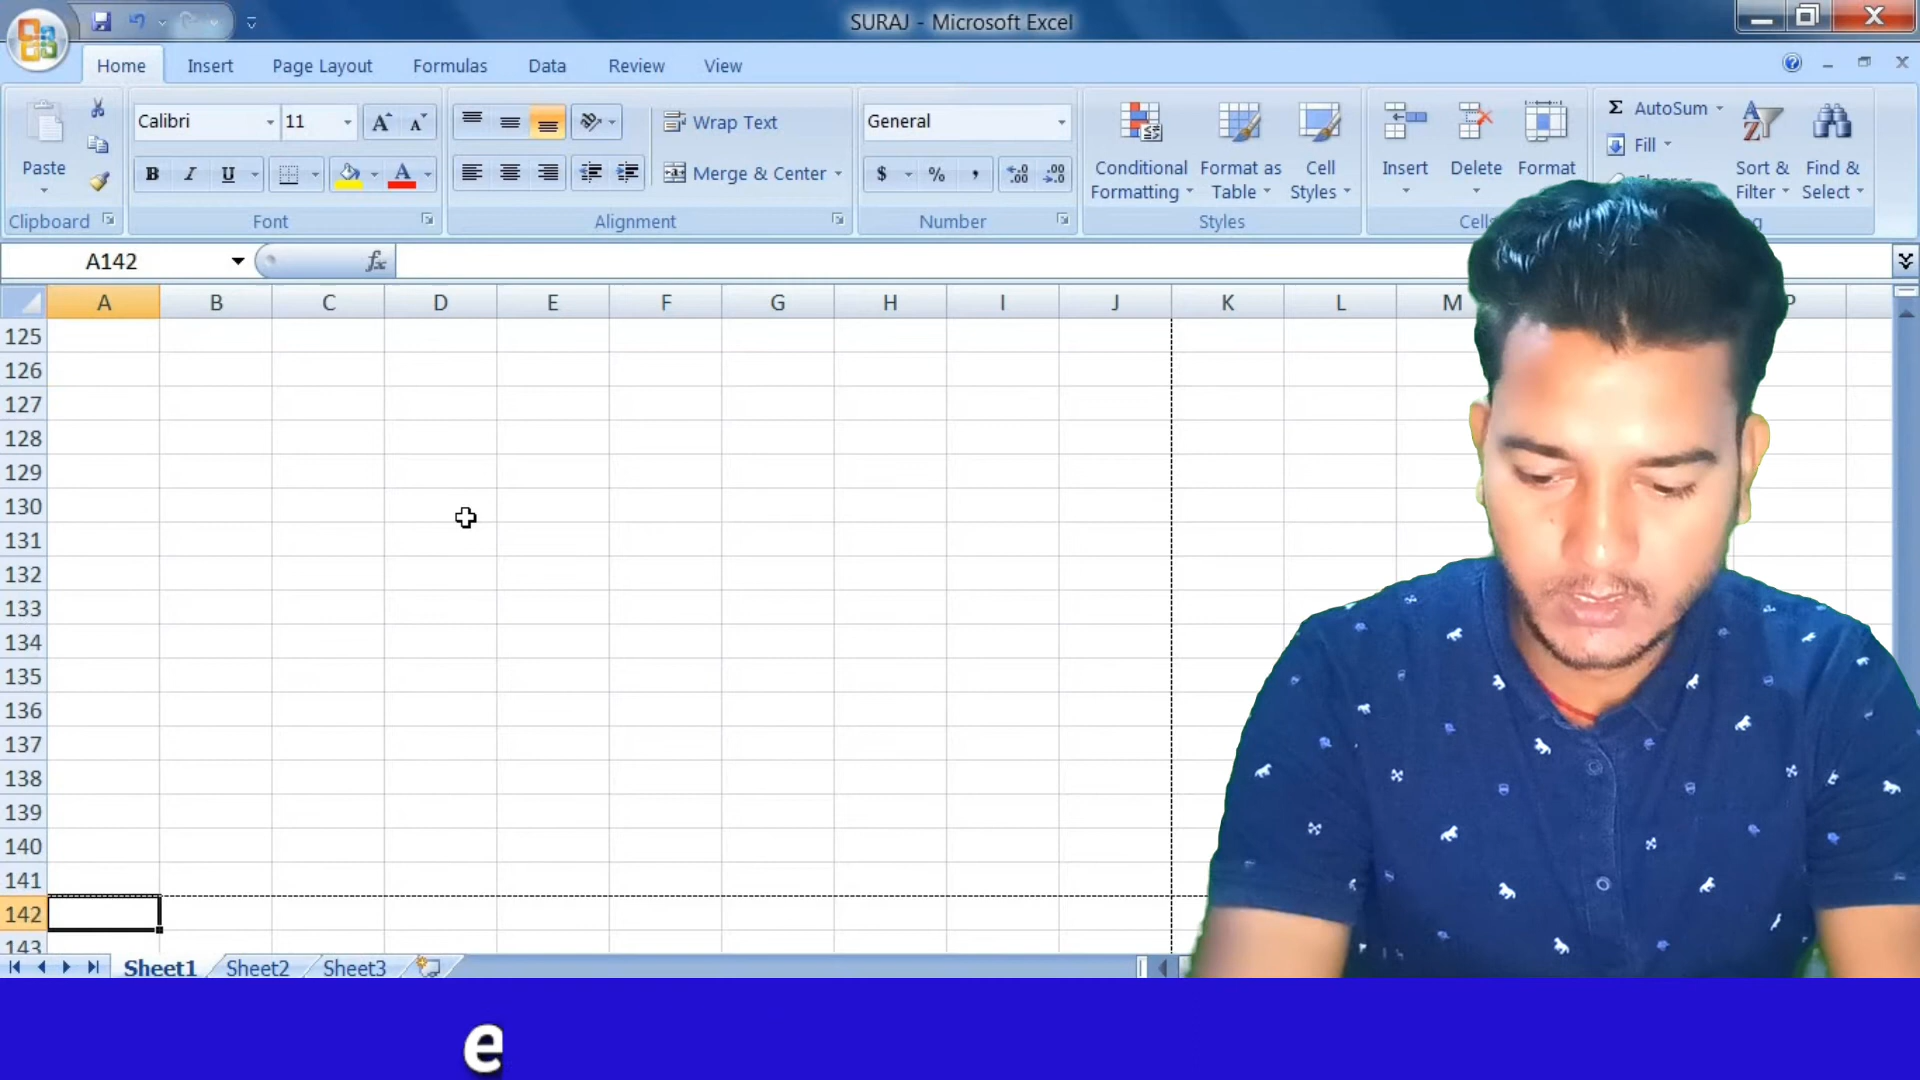 SURAJ - Microsoft Excel
Home Insert Page Layout Formulas Data Review View
Calibri 11 Wrap Text General AutoSum
Fill
Paste B I U Merge & Center $ % , Conditional Formatting Format as Table Cell Styles Insert Delete Format Sort & Filter Find & Select
Clipboard Font Alignment Number Styles
A142 fx
A B C D E F G H I J K L M P
125
126
127
128
129
130
131
132
133
134
135
136
137
138
139
140
141
142
143
Sheet1 Sheet2 Sheet3
e